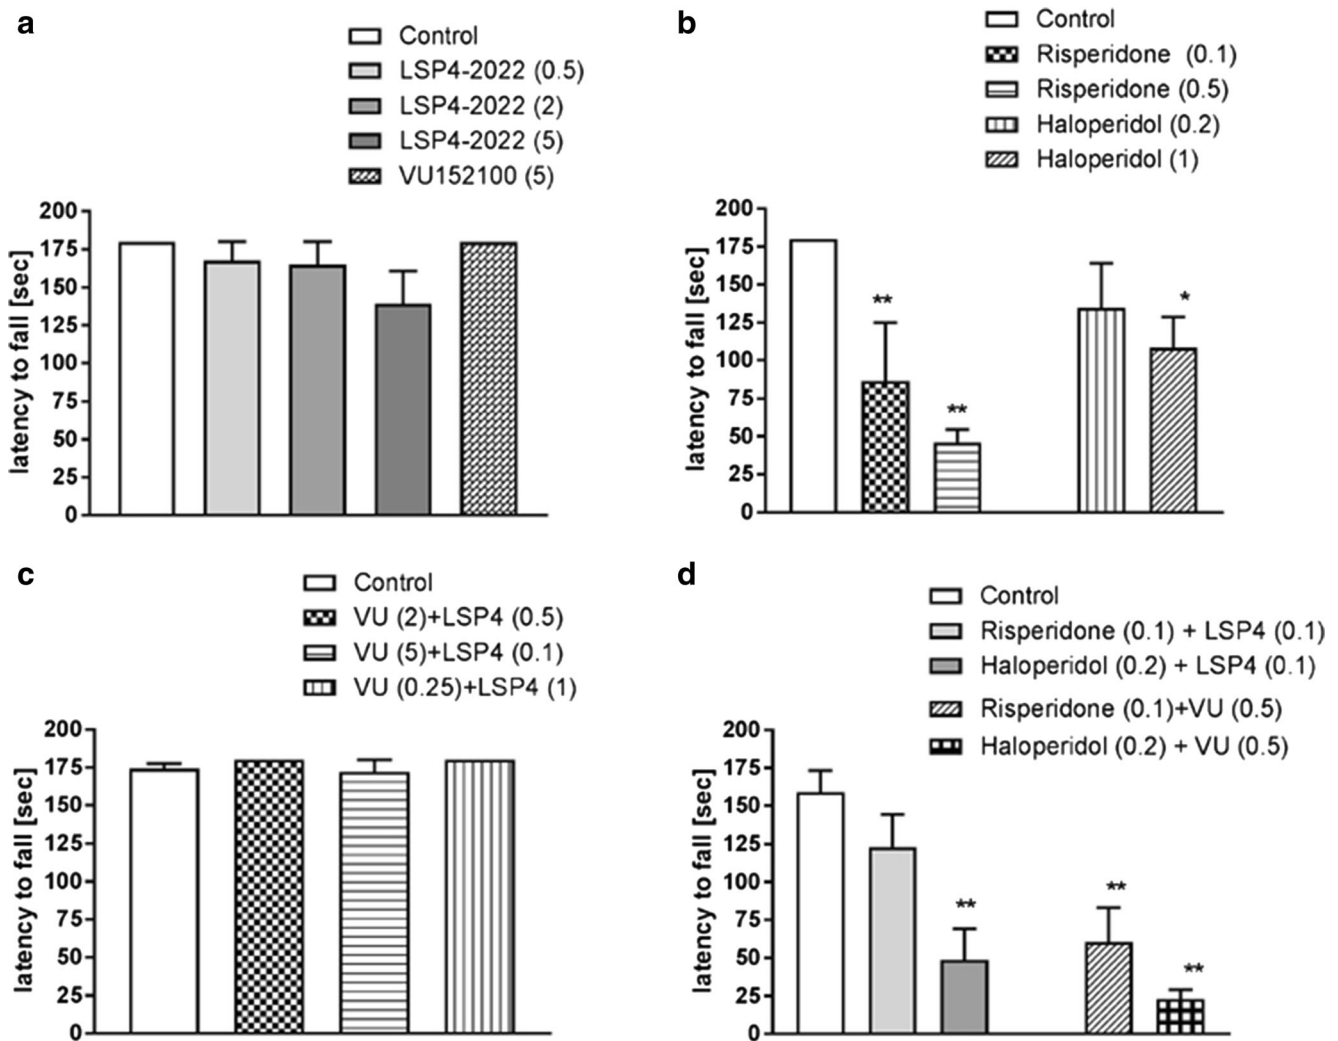 a
Control
LSP4-2022 (0.5)
LSP4-2022 (2)
LSP4-2022 (5)
VU152100 (5)
latency to fall [sec]
200
175
150
125
100
75
50
25
0
b
Control
Risperidone (0.1)
Risperidone (0.5)
Haloperidol (0.2)
Haloperidol (1)
latency to fall [sec]
200
175
150
125
100
75
50
25
0
**
**
*
c
Control
VU (2)+LSP4 (0.5)
VU (5)+LSP4 (0.1)
VU (0.25)+LSP4 (1)
latency to fall [sec]
200
175
150
125
100
75
50
25
0
d
Control
Risperidone (0.1) + LSP4 (0.1)
Haloperidol (0.2) + LSP4 (0.1)
Risperidone (0.1)+VU (0.5)
Haloperidol (0.2) + VU (0.5)
latency to fall [sec]
200
175
150
125
100
75
50
25
0
**
**
**